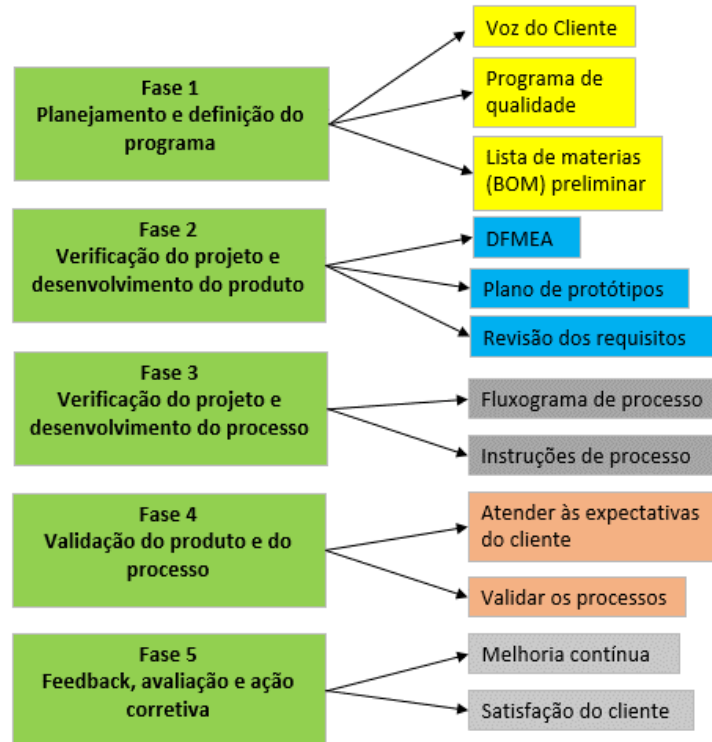 Fase 1
Planejamento e definição do
programa
Voz do Cliente
Programa de
qualidade
Lista de materias
(BOM) preliminar
Fase 2
Verificação do projeto e
desenvolvimento do produto
DFMEA
Plano de protótipos
Revisão dos requisitos
Fase 3
Verificação do projeto e
desenvolvimento do processo
Fluxograma de processo
Instruções de processo
Fase 4
Validação do produto e do
processo
Atender às expectativas
do cliente
Validar os processos
Fase 5
Feedback, avaliação e ação
corretiva
Melhoria contínua
Satisfação do cliente